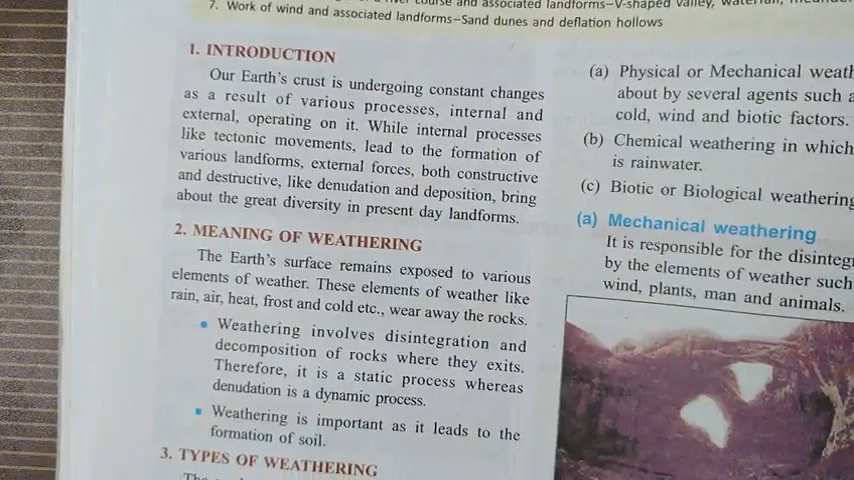 river course and associated landforms–V-shaped valley,
7. Work of wind and associated landforms–Sand dunes and deflation hollows
1. INTRODUCTION
Our Earth's crust is undergoing constant changes
as a result of various processes, internal and
external, operating on it. While internal processes
like tectonic movements, lead to the formation of
various landforms, external forces, both constructive
and destructive, like denudation and deposition, bring
about the great diversity in present day landforms.
2. MEANING OF WEATHERING
The Earth's surface remains exposed to various
elements of weather. These elements of weather like
rain, air, heat, frost and cold etc., wear away the rocks.
• Weathering involves disintegration and
decomposition of rocks where they exits.
Therefore, it is a static process whereas
denudation is a dynamic process.
• Weathering is important as it leads to the
formation of soil.
3. TYPES OF WEATHERING
(a) Physical or Mechanical
about by several agents such
cold, wind and biotic factors.
(b) Chemical weathering in which
is rainwater.
(c) Biotic or Biological weathering
(a) Mechanical weathering
It is responsible for the
by the elements of weather such
wind, plants, man and animals.